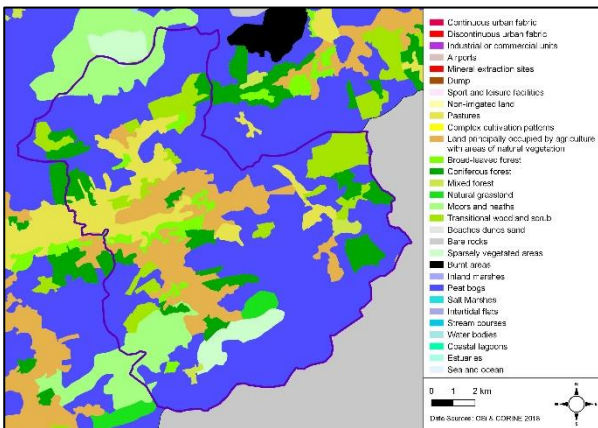 Continuous urban fabric
Discontinuous urban fabric
Industrial or commercial units
Airports
Mineral extraction sites
Dump
Sport and leisure facilities
Non-irrigated land
Pastures
Complex cultivation patterns
Land principally occupied by agriculture
with areas of natural vegetation
Broad-leaved forest
Coniferous forest
Mixed forest
Natural grassland
Moors and heaths
Transitional wood and scrub
Beaches dunes sand
Bare rocks
Sparsely vegetated areas
Burnt areas
Inland marshes
Peat bogs
Salt Marshes
Intertidal flats
Stream courses
Water bodies
Coastal lagoons
Estuaries
Sea and ocean
0 1 2 km
Data Sources: OSi & CORINE 2018
N
W E
S